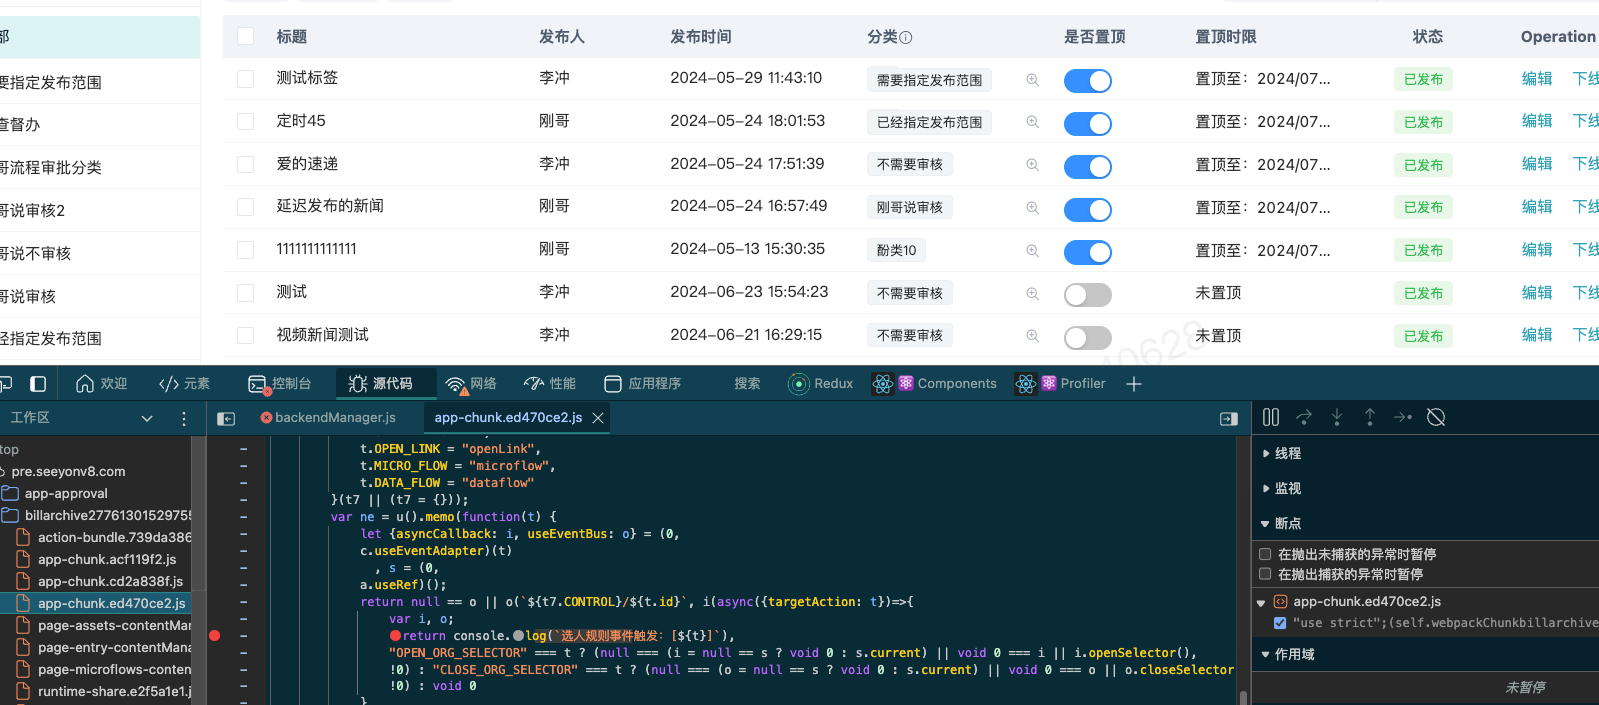 标题 发布人 发布时间 分类 是否置顶 置顶时限 状态 Operation
部
测试标签 李冲 2024-05-29 11:43:10 需要指定发布范围 置顶至：2024/07... 已发布 编辑 下线
要指定发布范围
定时45 刚哥 2024-05-24 18:01:53 已经指定发布范围 置顶至：2024/07... 已发布 编辑 下线
查督办
爱的速递 刚哥 2024-05-24 17:51:39 不需要审核 置顶至：2024/07... 已发布 编辑 下线
哥流程审批分类
延迟发布的新闻 刚哥 2024-05-24 16:57:49 刚哥说审核 置顶至：2024/07... 已发布 编辑 下线
哥说审核2
1111111111111 刚哥 2024-05-13 15:30:35 酚类10 置顶至：2024/07... 已发布 编辑 下线
哥说不审核
测试 李冲 2024-06-23 15:54:23 不需要审核 未置顶 已发布 编辑 下线
哥说审核
视频新闻测试 李冲 2024-06-21 16:29:15 不需要审核 未置顶 已发布 编辑 下线
经指定发布范围
欢迎 </> 元素 控制台 源代码 网络 性能 应用程序 搜索 Redux Components Profiler
工作区 backendManager.js app-chunk.ed470ce2.js
top
pre.seeyonv8.com
app-approval
billarchive2776130152975
action-bundle.739da386
app-chunk.acf119f2.js
app-chunk.cd2a838f.js
app-chunk.ed470ce2.js
page-assets-contentMar
page-entry-contentMana
page-microflows-conten
runtime-share.e2f5a1e1.j
t.OPEN_LINK = "openLink",
t.MICRO_FLOW = "microflow",
t.DATA_FLOW = "dataflow"
}(t7 || (t7 = {}));
var ne = u().memo(function(t) {
let {asyncCallback: i, useEventBus: o} = (0,
c.useEventAdapter)(t)
, s = (0,
a.useRef)();
return null == o || o(`${t7.CONTROL}/${t.id}`, i(async({targetAction: t})=>{
var i, o;
return console.log(`选人规则事件触发：[${t}]`),
"OPEN_ORG_SELECTOR" === t ? (null === (i = null == s ? void 0 : s.current) || void 0 === i || i.openSelector(),
!0) : "CLOSE_ORG_SELECTOR" === t ? (null === (o = null == s ? void 0 : s.current) || void 0 === o || o.closeSelector
!0) : void 0
}
线程
监视
断点
在抛出未捕获的异常时暂停
在抛出捕获的异常时暂停
app-chunk.ed470ce2.js
"use strict";(self.webpackChunkbillarchive
作用域
未暂停